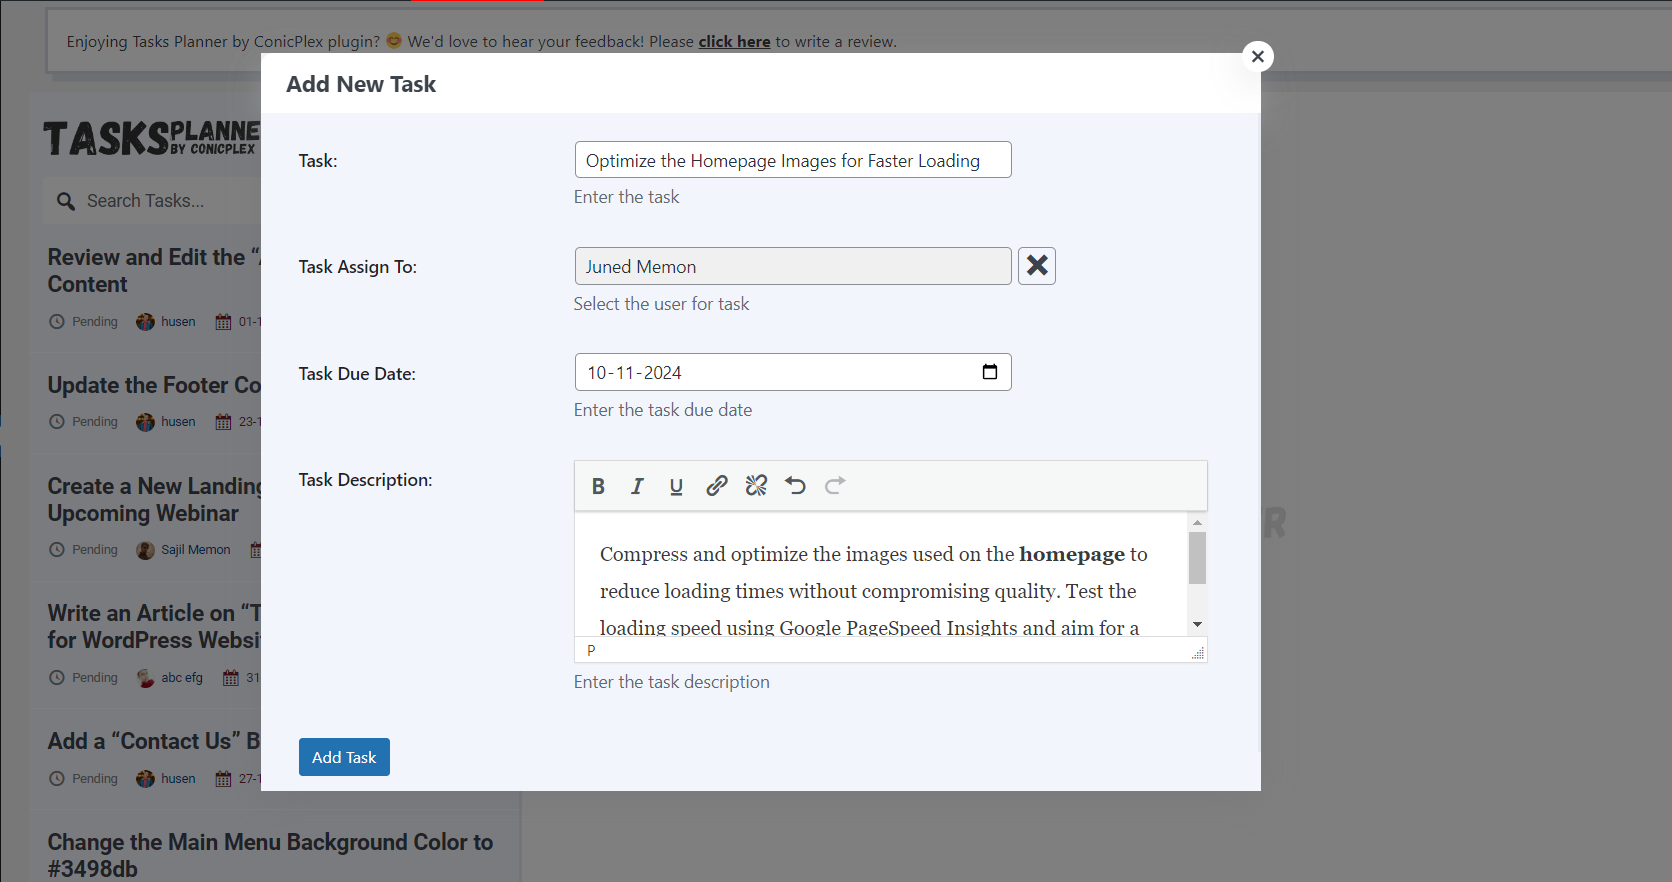 Enjoying Tasks Planner by ConicPlex plugin? 😊 We'd love to hear your feedback! Please click here to write a review.
Add New Task
TASKS PLANNE
BY CONICPLEX
Search Tasks...
Review and Edit the “
Content
Pending husen 01-1
Update the Footer Co
Pending husen 23-1
Create a New Landing
Upcoming Webinar
Pending Sajil Memon
Write an Article on “T
for WordPress Websi
Pending abc efg 31
Add a “Contact Us” B
Pending husen 27-1
Change the Main Menu Background Color to
#3498db
Task:
Optimize the Homepage Images for Faster Loading
Enter the task
Task Assign To:
Juned Memon
Select the user for task
Task Due Date:
10-11-2024
Enter the task due date
Task Description:
B I U
Compress and optimize the images used on the homepage to
reduce loading times without compromising quality. Test the
loading speed using Google PageSpeed Insights and aim for a
P
Enter the task description
Add Task
R